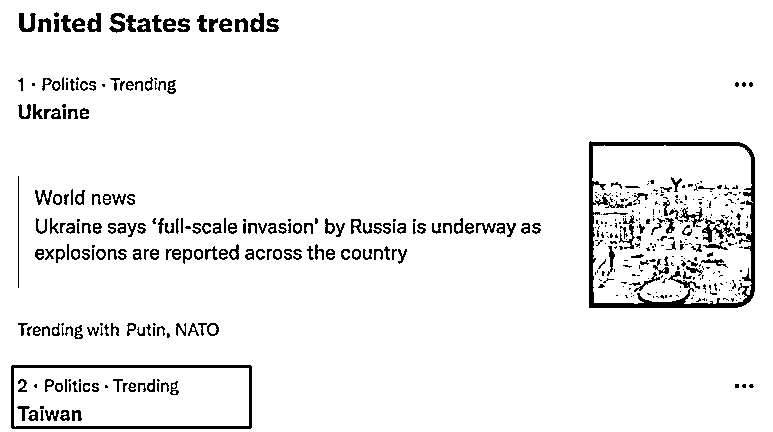 United States trends
1 · Politics · Trending
Ukraine
World news
Ukraine says ‘full-scale invasion’ by Russia is underway as
explosions are reported across the country
Trending with Putin, NATO
2 · Politics · Trending
Taiwan